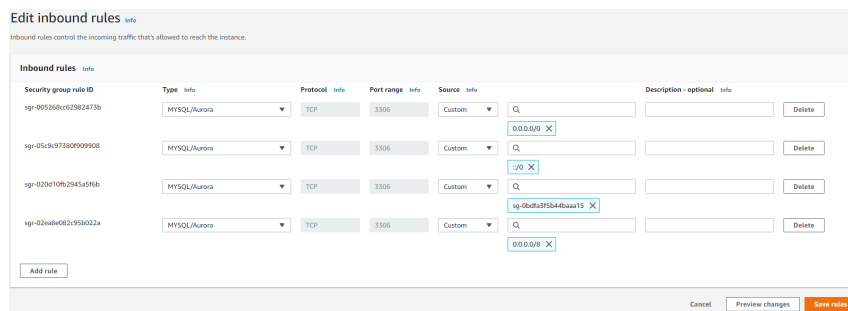 Edit inbound rules Info
Inbound rules control the incoming traffic that's allowed to reach the instance.
Inbound rules Info
Security group rule ID Type Info Protocol Info Port range Info Source Info Description - optional Info
sgr-005268cc62982473b MYSQL/Aurora TCP 3306 Custom Delete
0.0.0.0/0
sgr-05c9c97380f909908 MYSQL/Aurora TCP 3306 Custom Delete
::/0
sgr-020d10fb2945a5f6b MYSQL/Aurora TCP 3306 Custom Delete
sg-0bdfa3f5b44baaa15
sgr-02ea8e082c95b022a MYSQL/Aurora TCP 3306 Custom Delete
0.0.0.0/8
Add rule
Cancel Preview changes Save rules